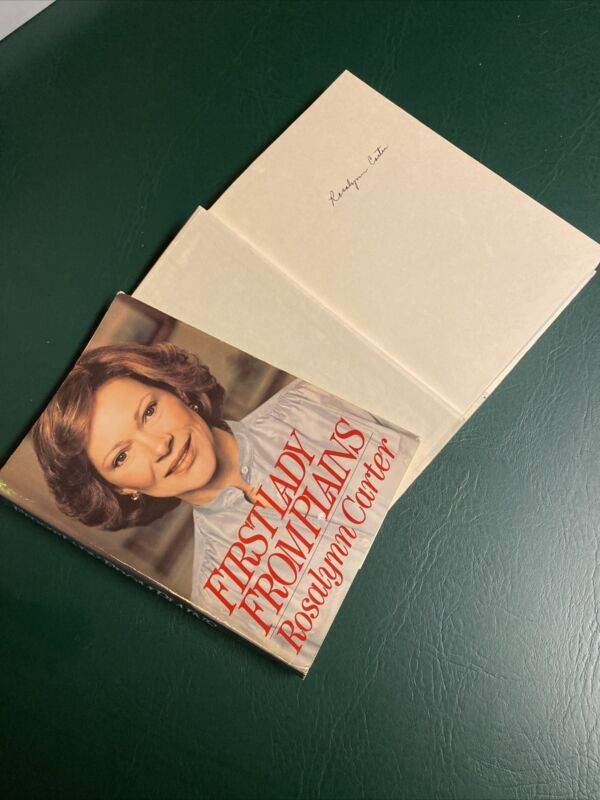 Rosalynn Carter
FIRST LADY
FROM PLAINS
Rosalynn Carter